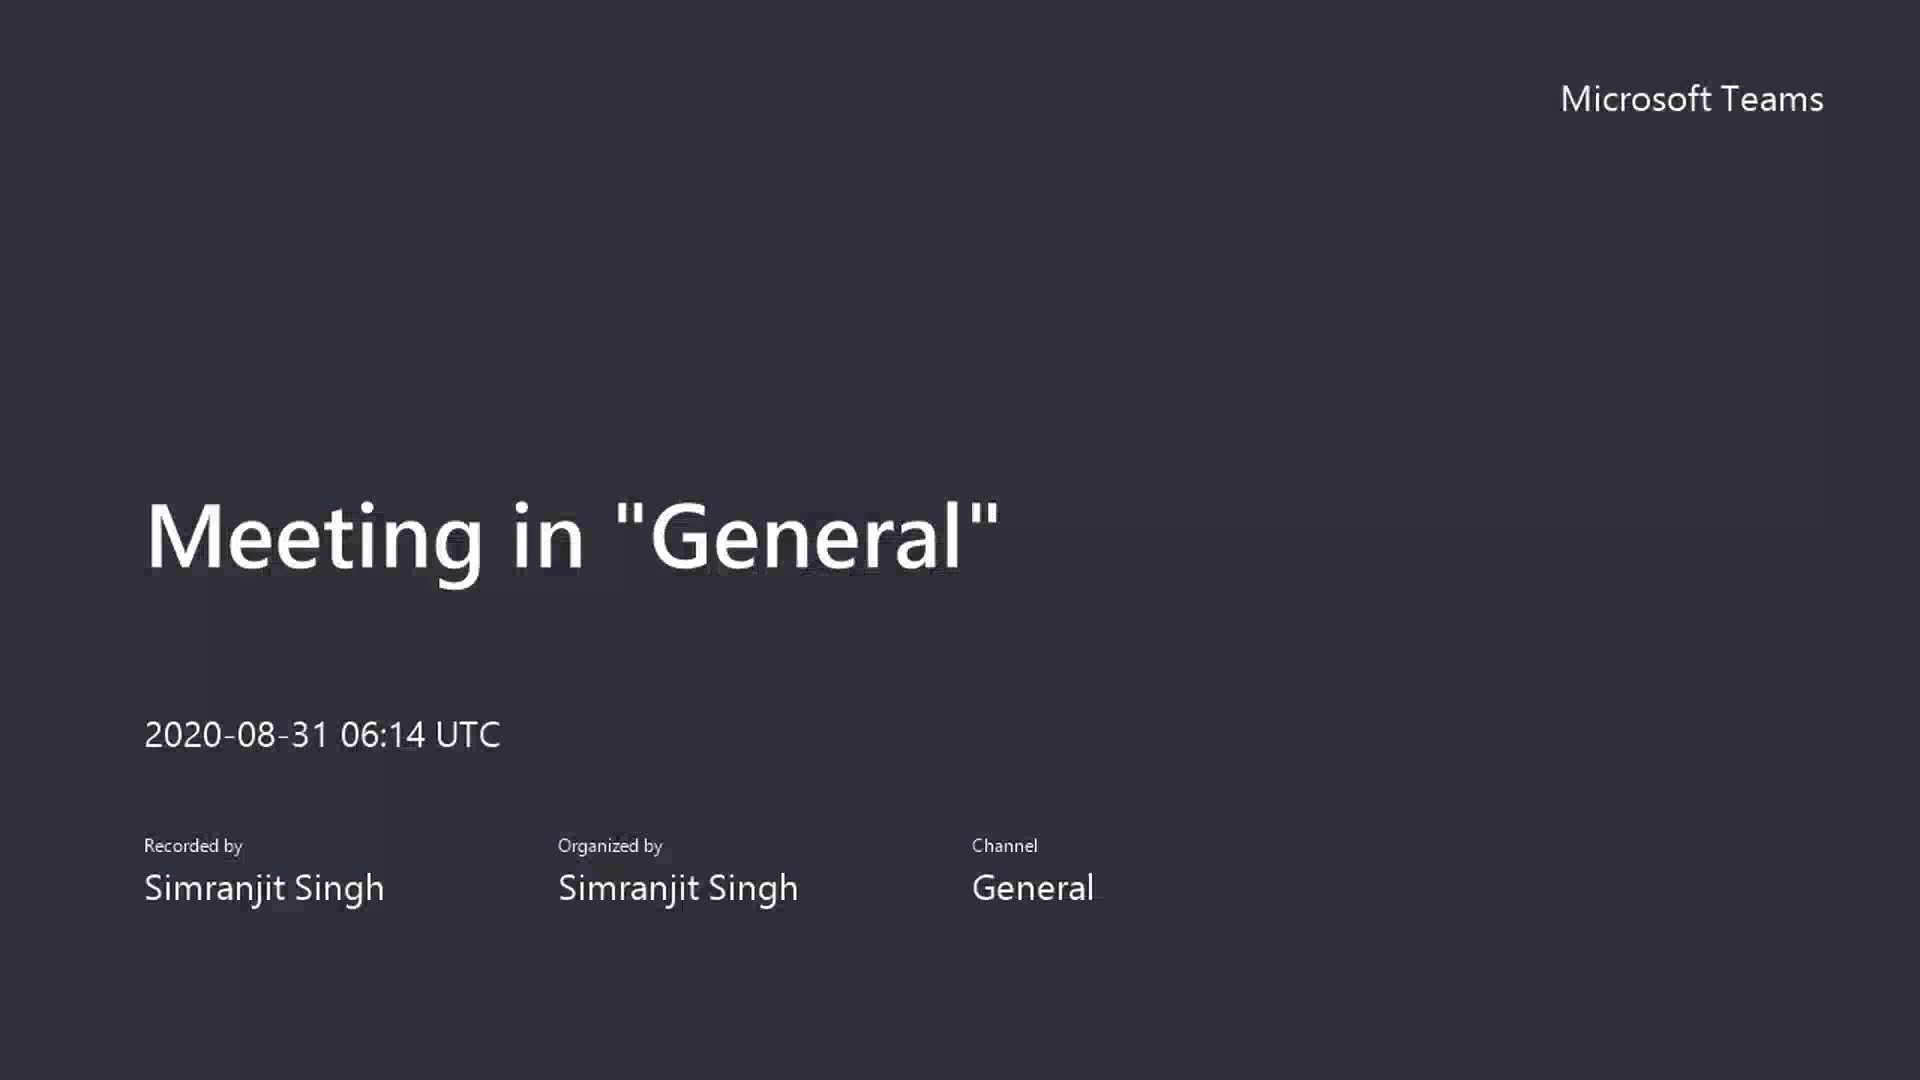 Microsoft Teams
Meeting in "General"
2020-08-31 06:14 UTC
Recorded by
Simranjit Singh
Organized by
Simranjit Singh
Channel
General